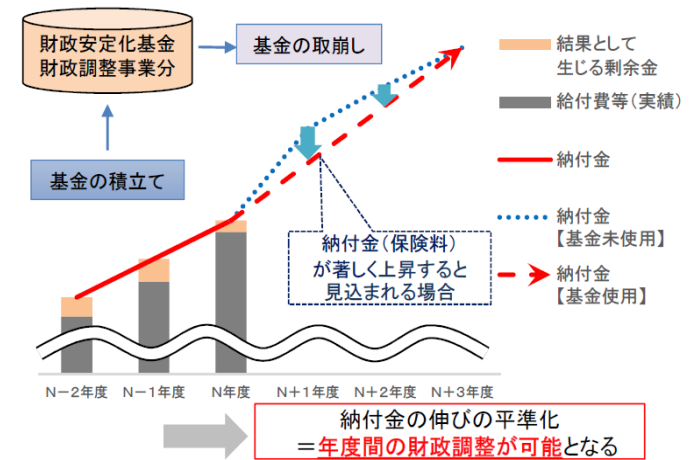 財政安定化基金
財政調整事業分
基金の取崩し
基金の積立て
結果として
生じる剰余金
給付費等(実績)
納付金
納付金
【基金未使用】
納付金
【基金使用】
納付金(保険料)
が著しく上昇すると
見込まれる場合
N-2年度
N-1年度
N年度
N+1年度
N+2年度
N+3年度
納付金の伸びの平準化
=年度間の財政調整が可能となる